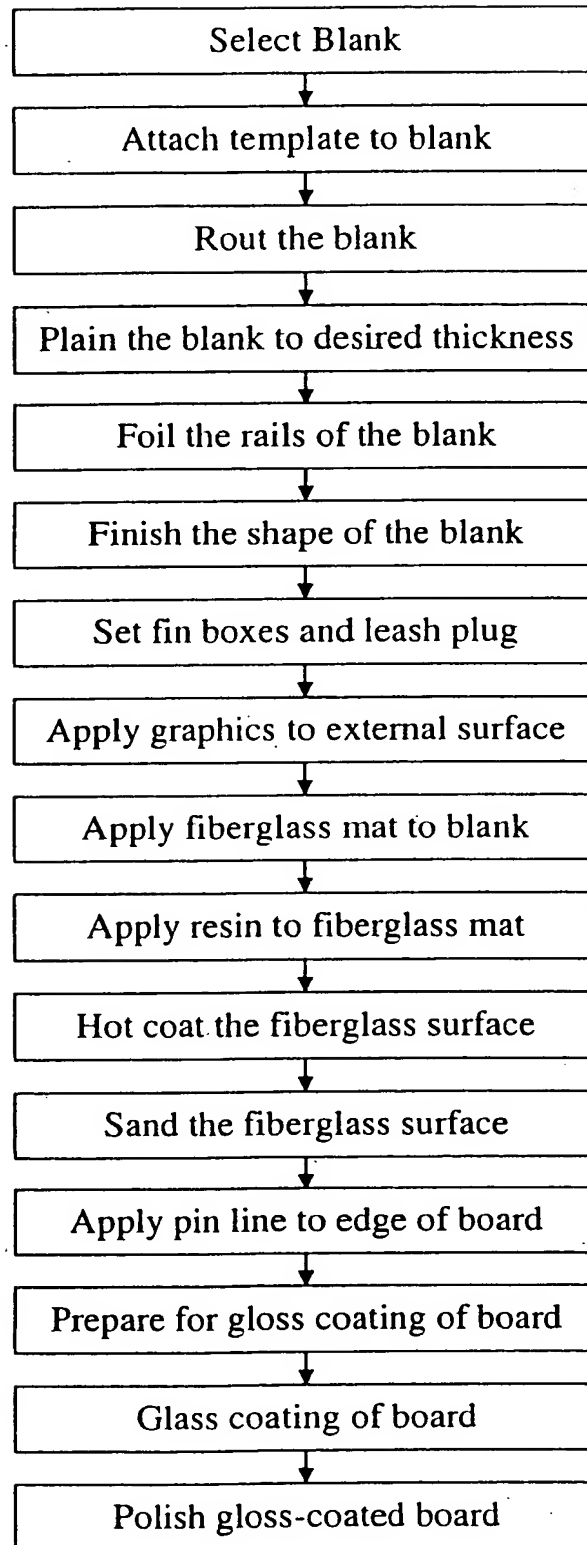 Select Blank
Attach template to blank
Rout the blank
Plain the blank to desired thickness
Foil the rails of the blank
Finish the shape of the blank
Set fin boxes and leash plug
Apply graphics to external surface
Apply fiberglass mat to blank
Apply resin to fiberglass mat
Hot coat the fiberglass surface
Sand the fiberglass surface
Apply pin line to edge of board
Prepare for gloss coating of board
Glass coating of board
Polish gloss-coated board